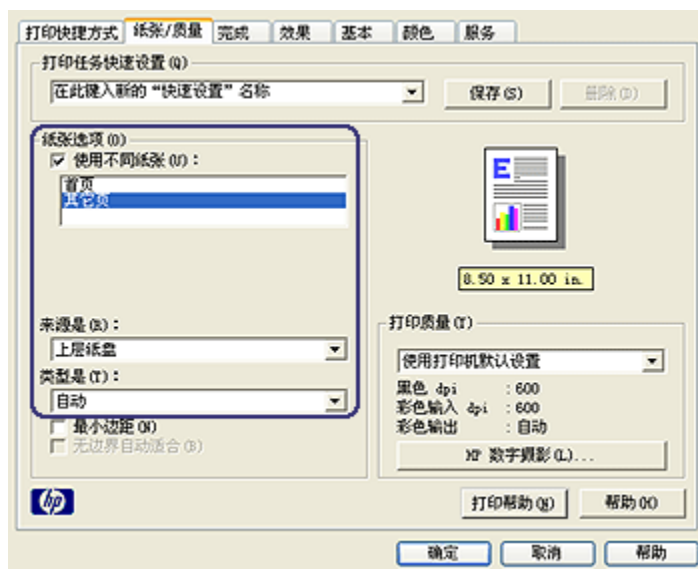 打印快捷方式 纸张/质量 完成 效果 基本 颜色 服务
打印任务快速设置(Q)
在此键入新的“快速设置”名称
保存(S) 删除(D)
纸张选项(O)
使用不同纸张(U)：
首页
其它页
E
8.50 x 11.00 in.
来源是(R)：
上层纸盘
类型是(T)：
自动
最小边距(N)
无边界自动适合(B)
打印质量(T)
使用打印机默认设置
黑色 dpi : 600
彩色输入 dpi : 600
彩色输出 : 自动
数字摄影(L)...
hp
打印帮助 帮助
确定 取消 帮助